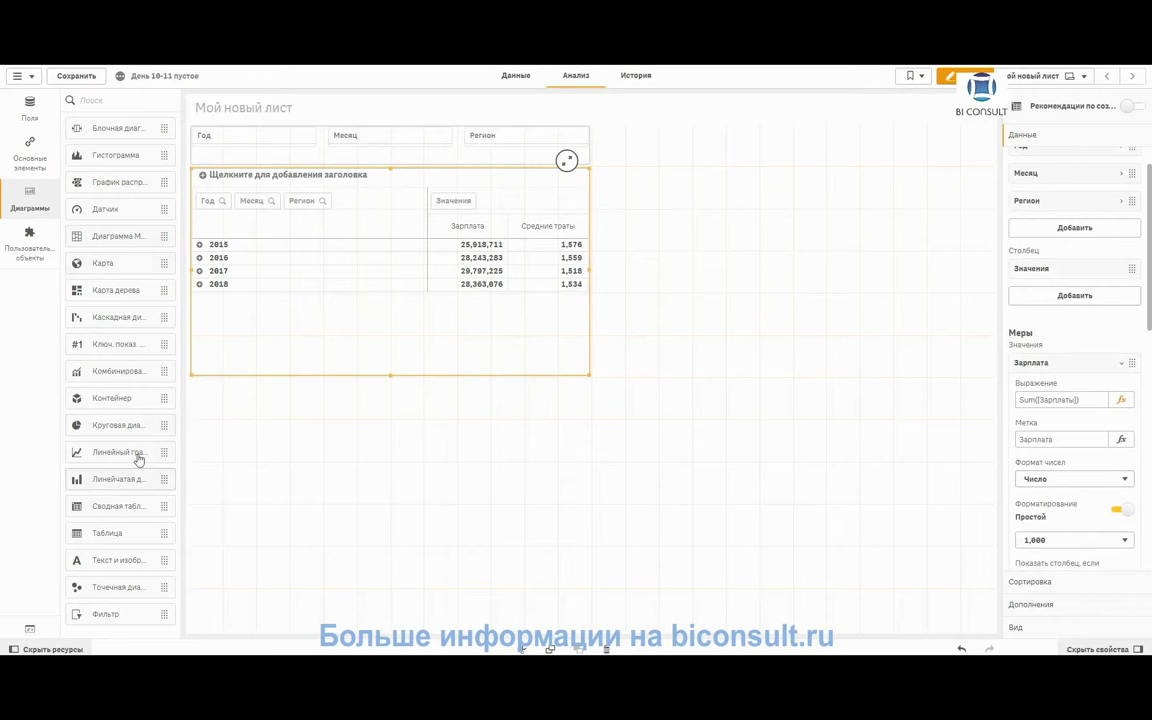 Сохранить
День 10-11 пустое
Данные
Анализ
История
Мой новый лист
BI CONSULT
Поля
Основные элементы
Диаграммы
Пользователь... объекты
Поиск
Блочная диаг...
Гистограмма
График распр...
Датчик
Диаграмма М...
Карта
Карта дерева
Каскадная ди...
#1 Ключ. показ. ...
Комбинирова...
Контейнер
Круговая диа...
Линейный гра...
Линейчатая д...
Сводная табл...
Таблица
A Текст и изобр...
Точечная диа...
Фильтр
Скрыть ресурсы
Мой новый лист
Год Месяц Регион
Щелкните для добавления заголовка
Год Месяц Регион Значения
Зарплата Средние траты
2015 25,918,711 1,576
2016 28,243,283 1,559
2017 29,797,225 1,518
2018 28,363,076 1,534
Рекомендации по соз...
Данные
Месяц
Регион
Добавить
Столбец
Значения
Добавить
Меры
Значения
Зарплата
Выражение
Sum([Зарплаты]) fx
Метка
Зарплата fx
Формат чисел
Число
Форматирование
Простой
1,000
Показать столбец, если
Сортировка
Дополнения
Вид
Скрыть свойства
Больше информации на biconsult.ru